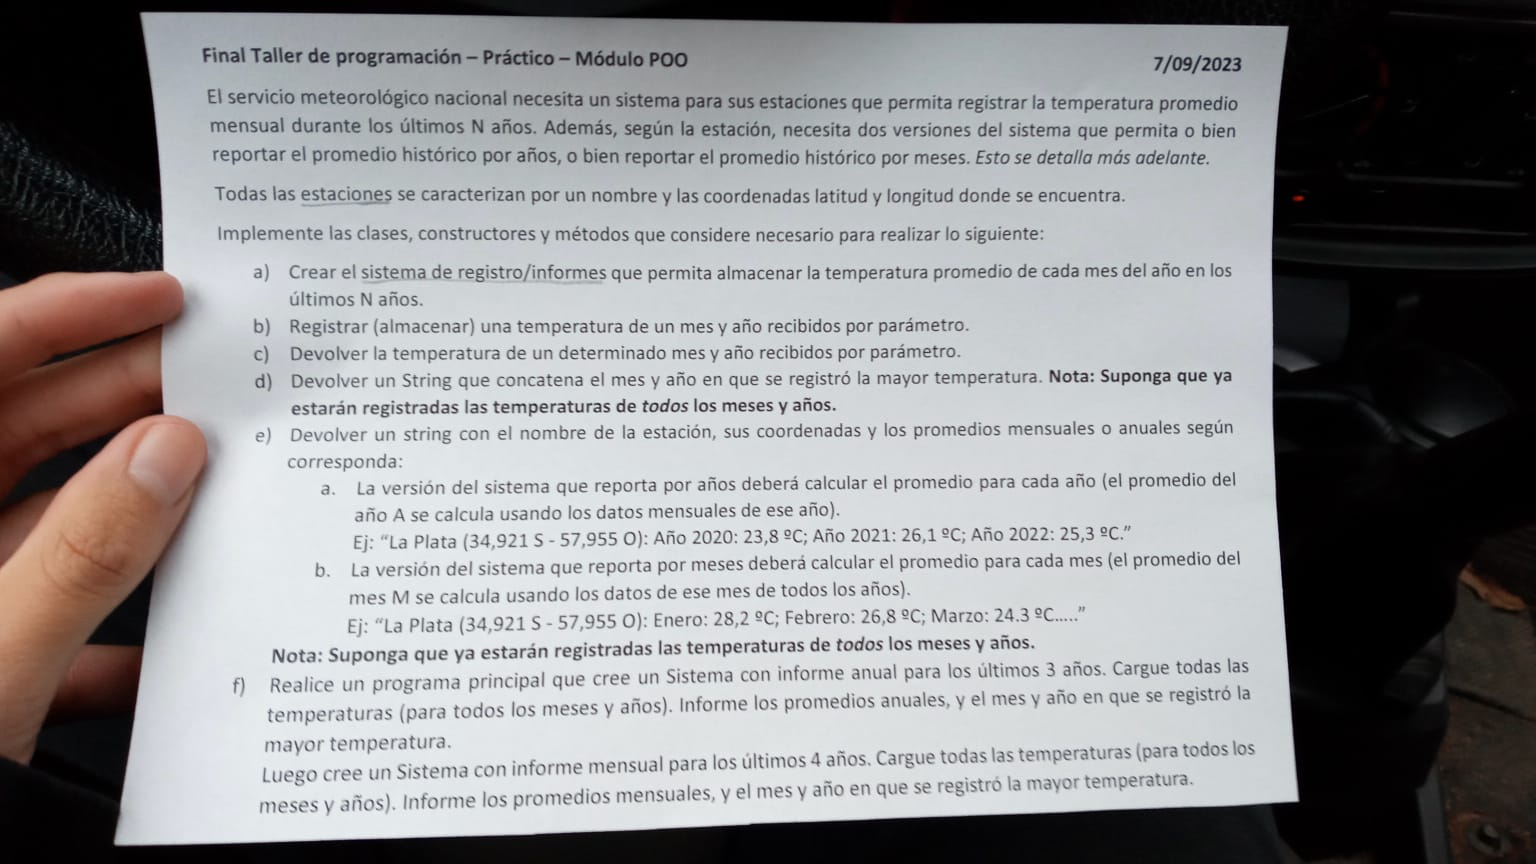 Final Taller de programación – Práctico – Módulo POO 7/09/2023
El servicio meteorológico nacional necesita un sistema para sus estaciones que permita registrar la temperatura promedio
mensual durante los últimos N años. Además, según la estación, necesita dos versiones del sistema que permita o bien
reportar el promedio histórico por años, o bien reportar el promedio histórico por meses. Esto se detalla más adelante.
Todas las estaciones se caracterizan por un nombre y las coordenadas latitud y longitud donde se encuentra.
Implemente las clases, constructores y métodos que considere necesario para realizar lo siguiente:
a) Crear el sistema de registro/informes que permita almacenar la temperatura promedio de cada mes del año en los
últimos N años.
b) Registrar (almacenar) una temperatura de un mes y año recibidos por parámetro.
c) Devolver la temperatura de un determinado mes y año recibidos por parámetro.
d) Devolver un String que concatena el mes y año en que se registró la mayor temperatura. Nota: Suponga que ya
estarán registradas las temperaturas de todos los meses y años.
e) Devolver un string con el nombre de la estación, sus coordenadas y los promedios mensuales o anuales según
corresponda:
a. La versión del sistema que reporta por años deberá calcular el promedio para cada año (el promedio del
año A se calcula usando los datos mensuales de ese año).
Ej: “La Plata (34,921 S - 57,955 O): Año 2020: 23,8 ºC; Año 2021: 26,1 ºC; Año 2022: 25,3 ºC.”
b. La versión del sistema que reporta por meses deberá calcular el promedio para cada mes (el promedio del
mes M se calcula usando los datos de ese mes de todos los años).
Ej: “La Plata (34,921 S - 57,955 O): Enero: 28,2 ºC; Febrero: 26,8 ºC; Marzo: 24.3 ºC.....”
Nota: Suponga que ya estarán registradas las temperaturas de todos los meses y años.
f) Realice un programa principal que cree un Sistema con informe anual para los últimos 3 años. Cargue todas las
temperaturas (para todos los meses y años). Informe los promedios anuales, y el mes y año en que se registró la
mayor temperatura.
Luego cree un Sistema con informe mensual para los últimos 4 años. Cargue todas las temperaturas (para todos los
meses y años). Informe los promedios mensuales, y el mes y año en que se registró la mayor temperatura.